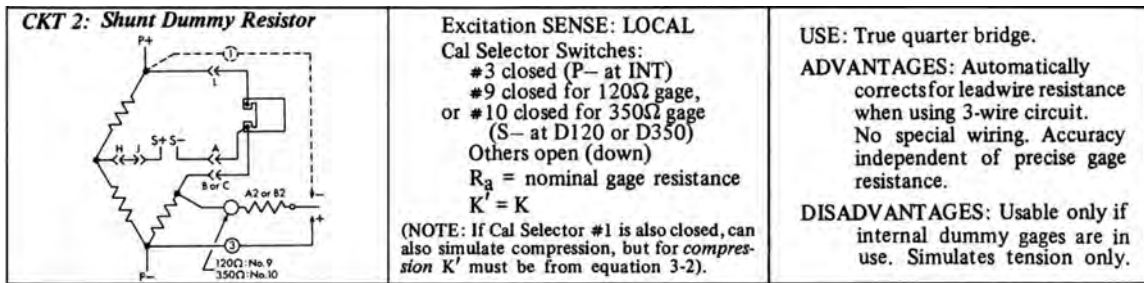 CKT 2: Shunt Dummy Resistor
P+
1
L
S+ S−
H
J
A
B or C
A2 or B2
−
+
3
P−
120Ω: No. 9
350Ω: No. 10
Excitation SENSE: LOCAL
Cal Selector Switches:
#3 closed (P− at INT)
#9 closed for 120Ω gage,
or #10 closed for 350Ω gage
(S− at D120 or D350)
Others open (down)
Ra = nominal gage resistance
K′ = K
(NOTE: If Cal Selector #1 is also closed, can
also simulate compression, but for compres-
sion K′ must be from equation 3-2).
USE: True quarter bridge.
ADVANTAGES: Automatically
corrects for leadwire resistance
when using 3-wire circuit.
No special wiring. Accuracy
independent of precise gage
resistance.
DISADVANTAGES: Usable only if
internal dummy gages are in
use. Simulates tension only.